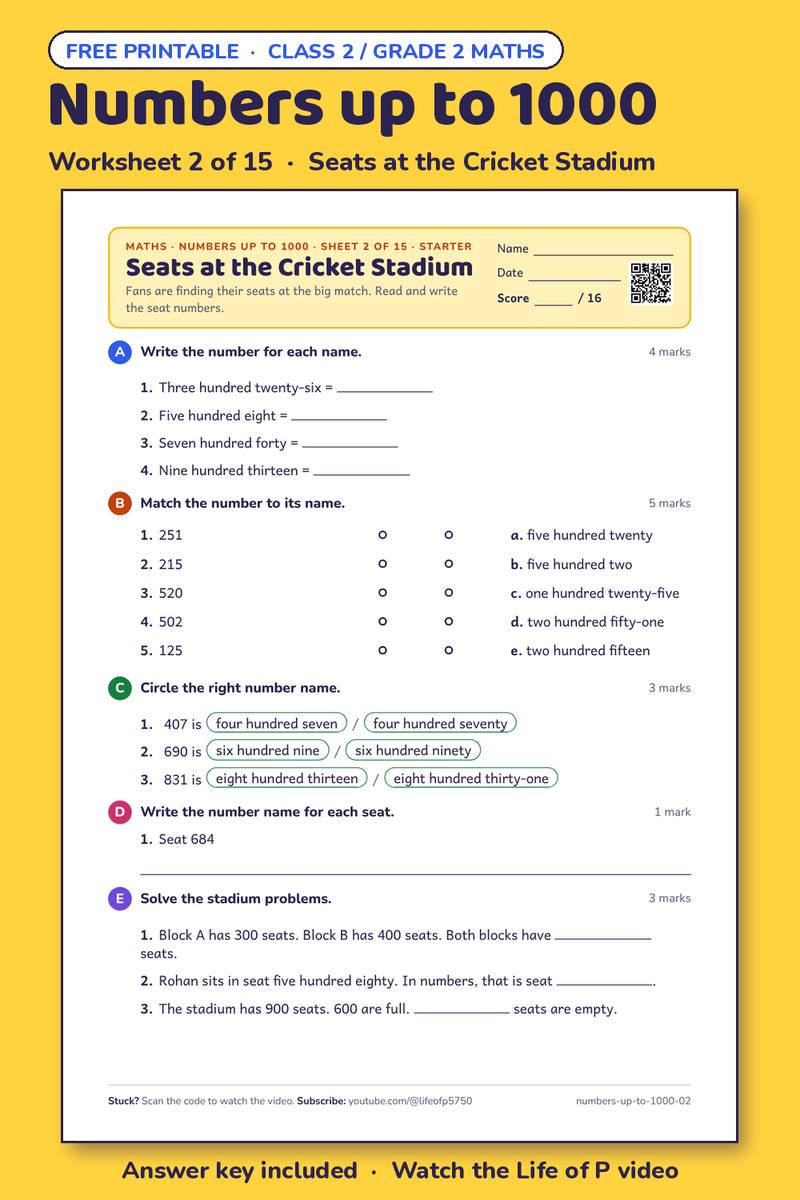 FREE PRINTABLE · CLASS 2 / GRADE 2 MATHS
Numbers up to 1000
Worksheet 2 of 15 · Seats at the Cricket Stadium
MATHS · NUMBERS UP TO 1000 · SHEET 2 OF 15 · STARTER
Seats at the Cricket Stadium
Fans are finding their seats at the big match. Read and write
the seat numbers.
Name ____________
Date ____________
Score _____ / 16
A Write the number for each name. 4 marks
1. Three hundred twenty-six = ____________
2. Five hundred eight = ____________
3. Seven hundred forty = ____________
4. Nine hundred thirteen = ____________
B Match the number to its name. 5 marks
1. 251 a. five hundred twenty
2. 215 b. five hundred two
3. 520 c. one hundred twenty-five
4. 502 d. two hundred fifty-one
5. 125 e. two hundred fifteen
C Circle the right number name. 3 marks
1. 407 is four hundred seven / four hundred seventy
2. 690 is six hundred nine / six hundred ninety
3. 831 is eight hundred thirteen / eight hundred thirty-one
D Write the number name for each seat. 1 mark
1. Seat 684
E Solve the stadium problems. 3 marks
1. Block A has 300 seats. Block B has 400 seats. Both blocks have ____________
seats.
2. Rohan sits in seat five hundred eighty. In numbers, that is seat ____________.
3. The stadium has 900 seats. 600 are full. ____________ seats are empty.
Stuck? Scan the code to watch the video. Subscribe: youtube.com/@lifeofp5750 numbers-up-to-1000-02
Answer key included · Watch the Life of P video